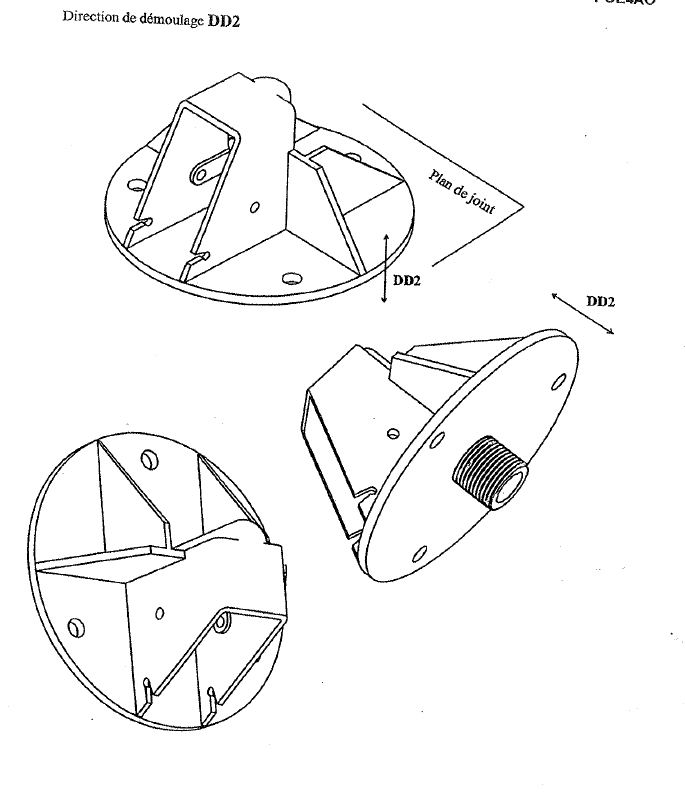 Direction de démoulage DD2
Plan de joint
DD2
DD2